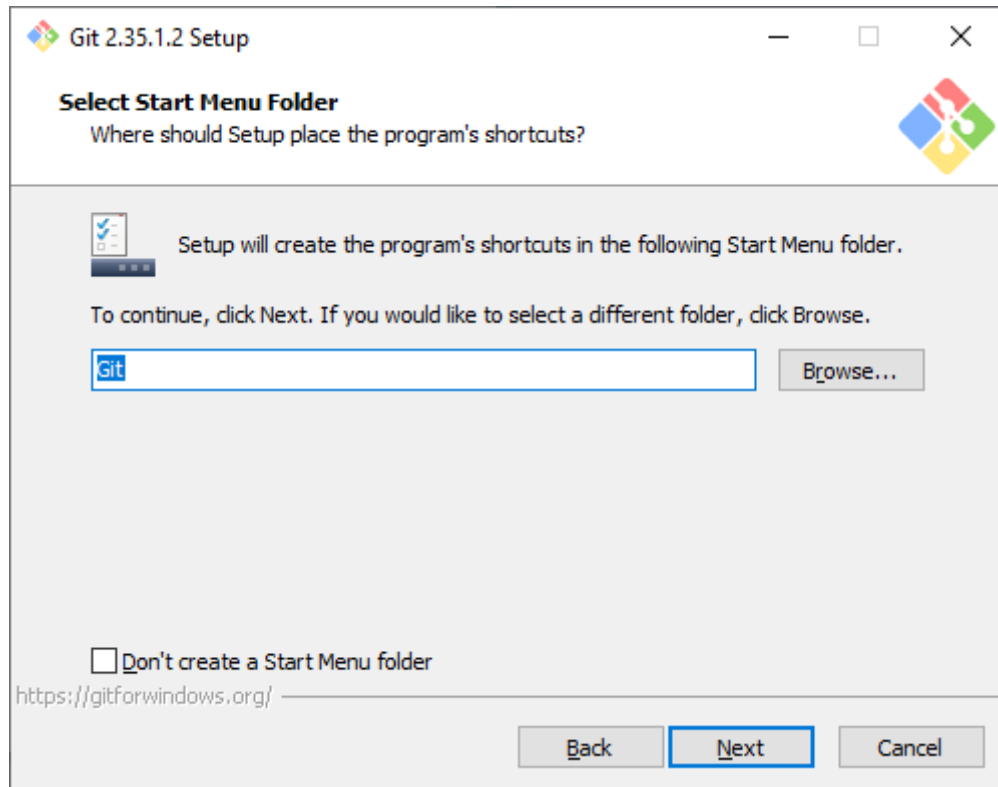 Git 2.35.1.2 Setup
Select Start Menu Folder
Where should Setup place the program's shortcuts?
Setup will create the program's shortcuts in the following Start Menu folder.
To continue, click Next. If you would like to select a different folder, click Browse.
Git
Browse...
Don't create a Start Menu folder
https://gitforwindows.org/
Back
Next
Cancel